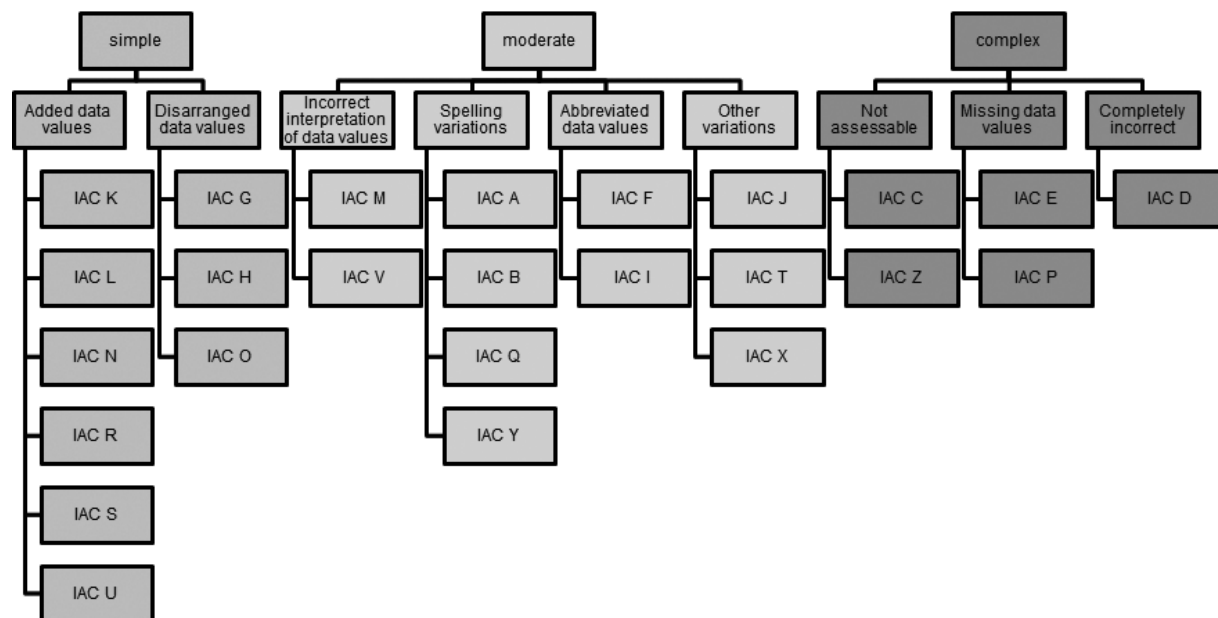 simple
moderate
complex
Added data
values
Disarranged
data values
Incorrect
interpretation
of data values
Spelling
variations
Abbreviated
data values
Other
variations
Not
assessable
Missing data
values
Completely
incorrect
IAC K
IAC G
IAC M
IAC A
IAC F
IAC J
IAC C
IAC E
IAC D
IAC L
IAC H
IAC V
IAC B
IAC I
IAC T
IAC Z
IAC P
IAC N
IAC O
IAC Q
IAC X
IAC R
IAC Y
IAC S
IAC U